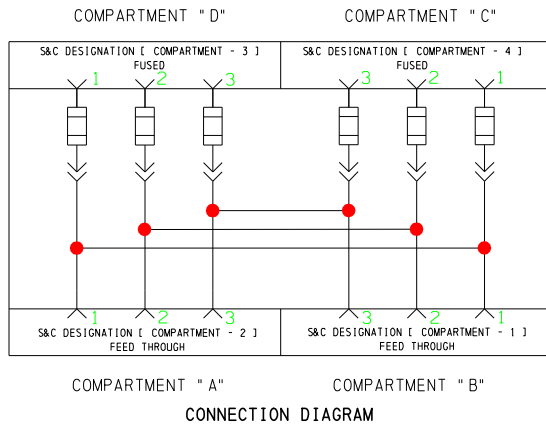 COMPARTMENT "D" COMPARTMENT "C"
S&C DESIGNATION [ COMPARTMENT - 3 ] S&C DESIGNATION [ COMPARTMENT - 4 ]
FUSED FUSED
1 2 3 3 2 1
1 2 3 3 2 1
S&C DESIGNATION [ COMPARTMENT - 2 ] S&C DESIGNATION [ COMPARTMENT - 1 ]
FEED THROUGH FEED THROUGH
COMPARTMENT "A" COMPARTMENT "B"
CONNECTION DIAGRAM